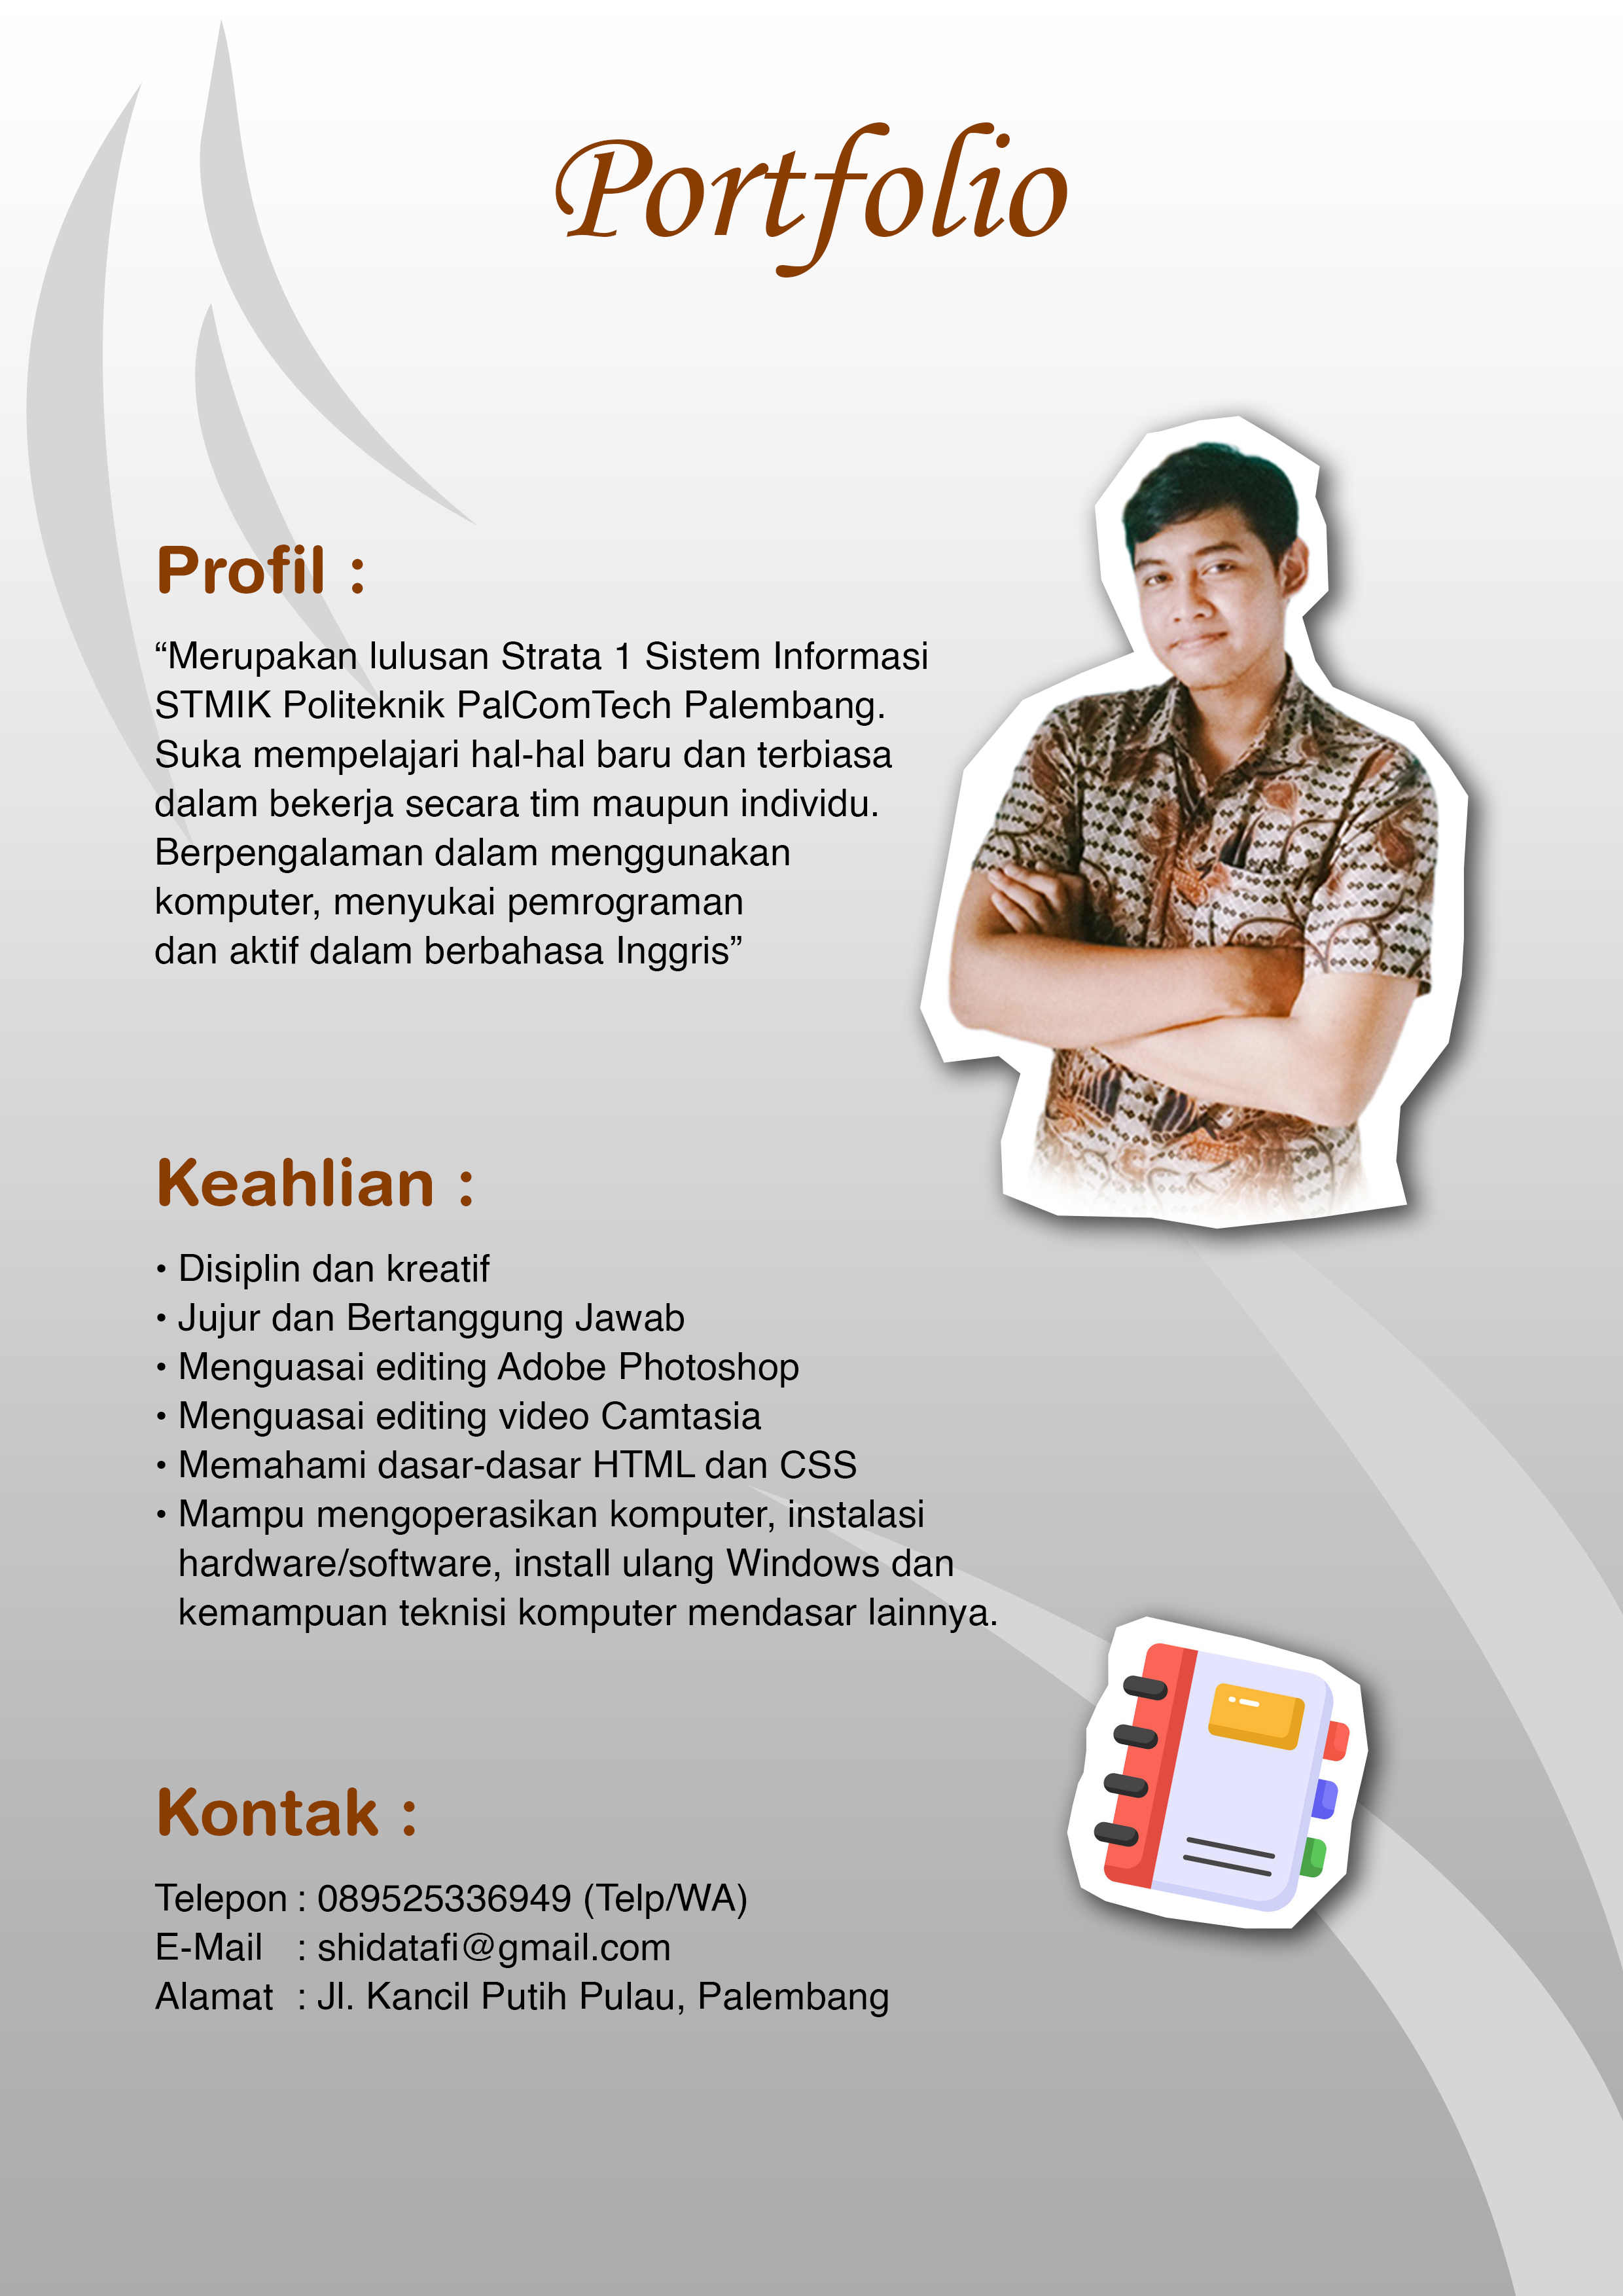 Portfolio
Profil :
“Merupakan lulusan Strata 1 Sistem Informasi
STMIK Politeknik PalComTech Palembang.
Suka mempelajari hal-hal baru dan terbiasa
dalam bekerja secara tim maupun individu.
Berpengalaman dalam menggunakan
komputer, menyukai pemrograman
dan aktif dalam berbahasa Inggris”
Keahlian :
• Disiplin dan kreatif
• Jujur dan Bertanggung Jawab
• Menguasai editing Adobe Photoshop
• Menguasai editing video Camtasia
• Memahami dasar-dasar HTML dan CSS
• Mampu mengoperasikan komputer, instalasi
hardware/software, install ulang Windows dan
kemampuan teknisi komputer mendasar lainnya.
Kontak :
Telepon : 089525336949 (Telp/WA)
E-Mail : shidatafi@gmail.com
Alamat : Jl. Kancil Putih Pulau, Palembang